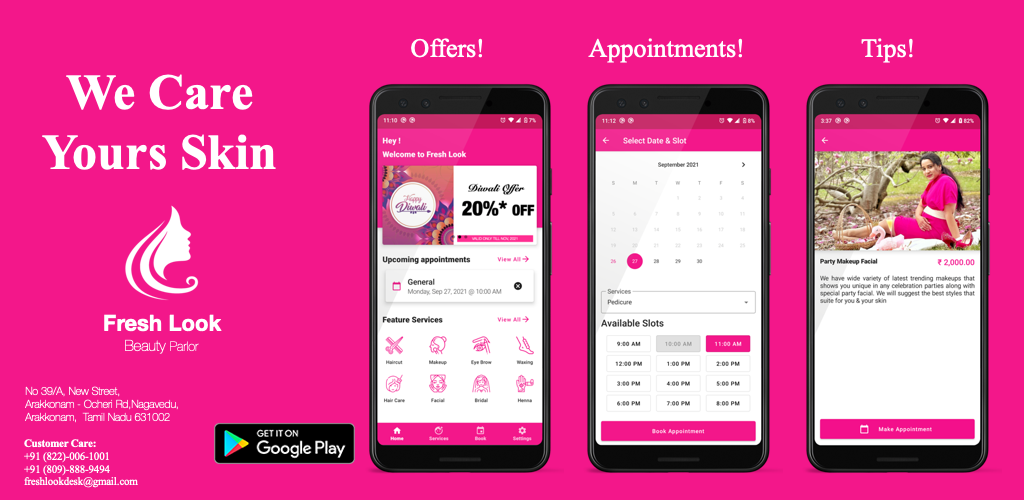 We Care
Yours Skin
Fresh Look
Beauty Parlor
No 39/A, New Street,
Arakkonam - Ocheri Rd,Nagavedu,
Arakkonam, Tamil Nadu 631002
Customer Care:
+91 (822)-006-1001
+91 (809)-888-9494
freshlookdesk@gmail.com
GET IT ON
Google Play
Offers!
11:10
7%
Hey !
Welcome to Fresh Look
Happy
Diwali
Diwali Offer
20%* OFF
VALID ONLY TILL NOV, 2021
Upcoming appointments
View All
General
Monday, Sep 27, 2021 @ 10:00 AM
Feature Services
View All
Haircut Makeup Eye Brow Waxing
Hair Care Facial Bridal Henna
Home Services Book Settings
Appointments!
11:12
8%
Select Date & Slot
September 2021
S M T W T F S
1 2 3 4
5 6 7 8 9 10 11
12 13 14 15 16 17 18
19 20 21 22 23 24 25
26 27 28 29 30
Services
Pedicure
Available Slots
9:00 AM 10:00 AM 11:00 AM
12:00 PM 1:00 PM 2:00 PM
3:00 PM 4:00 PM 5:00 PM
6:00 PM 7:00 PM 8:00 PM
Book Appointment
Tips!
3:37
82%
Party Makeup Facial
₹ 2,000.00
We have wide variety of latest trending makeups that
shows you unique in any celebration parties along with
special party facial. We will suggest the best styles that
suite for you & your skin
Make Appointment